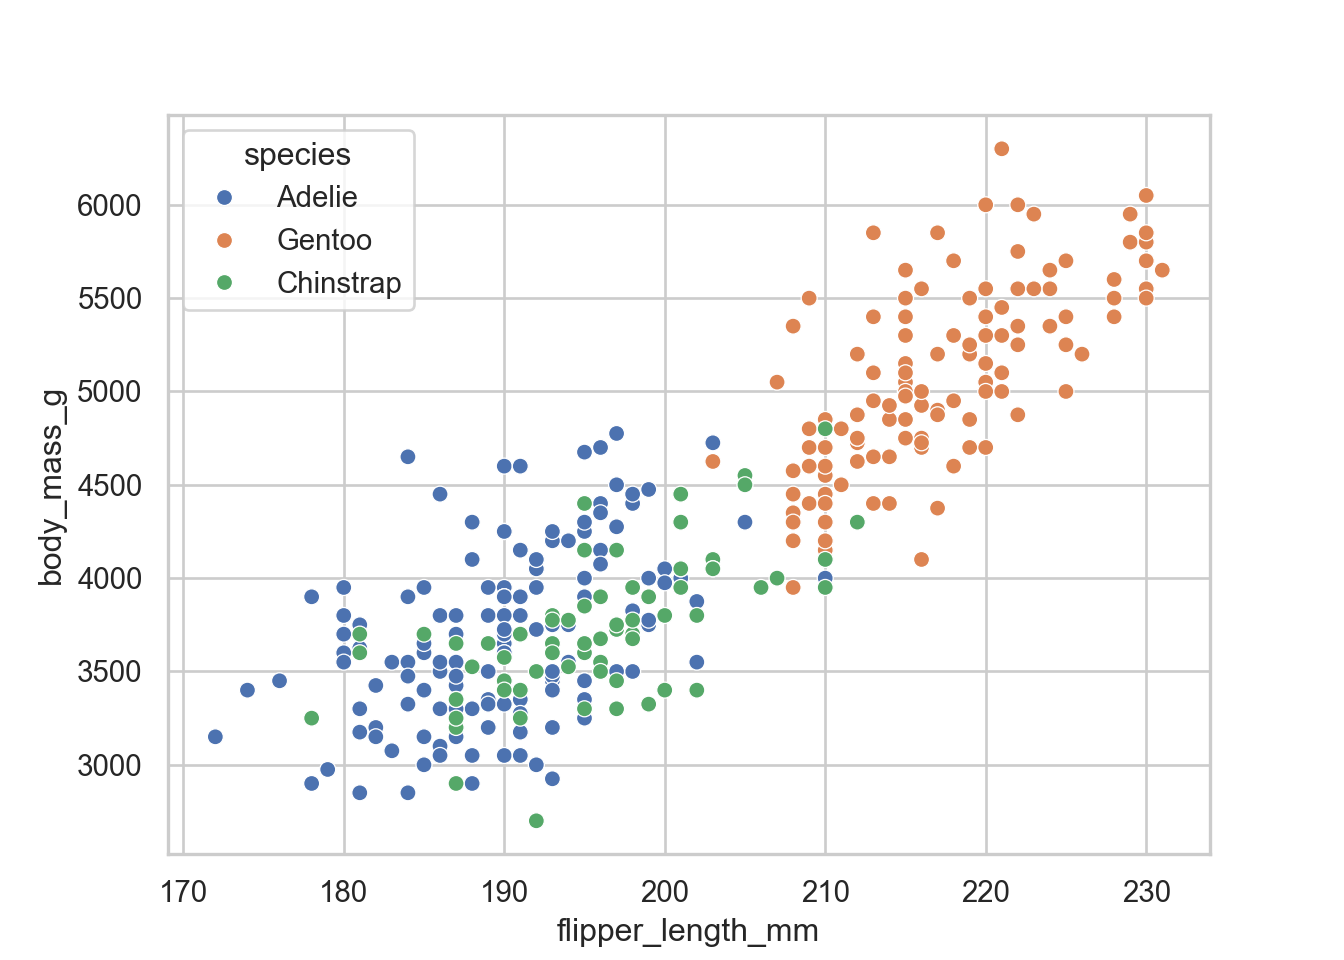 species
Adelie
Gentoo
Chinstrap
body_mass_g
6000
5500
5000
4500
4000
3500
3000
170 180 190 200 210 220 230
flipper_length_mm